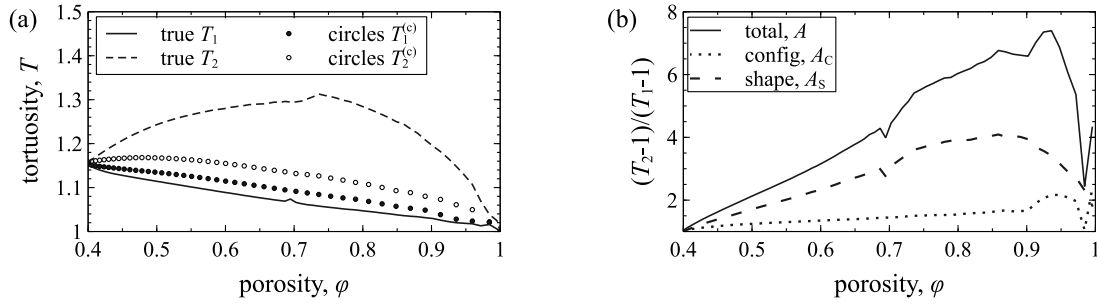 (a)
tortuosity, T
1.5
1.4
1.3
1.2
1.1
1
true T₁
true T₂
circles T₁⁽ᶜ⁾
circles T₂⁽ᶜ⁾
0.4 0.5 0.6 0.7 0.8 0.9 1
porosity, φ
(b)
(T₂-1)/(T₁-1)
8
6
4
2
total, A
config, A_C
shape, A_S
0.4 0.5 0.6 0.7 0.8 0.9 1
porosity, φ